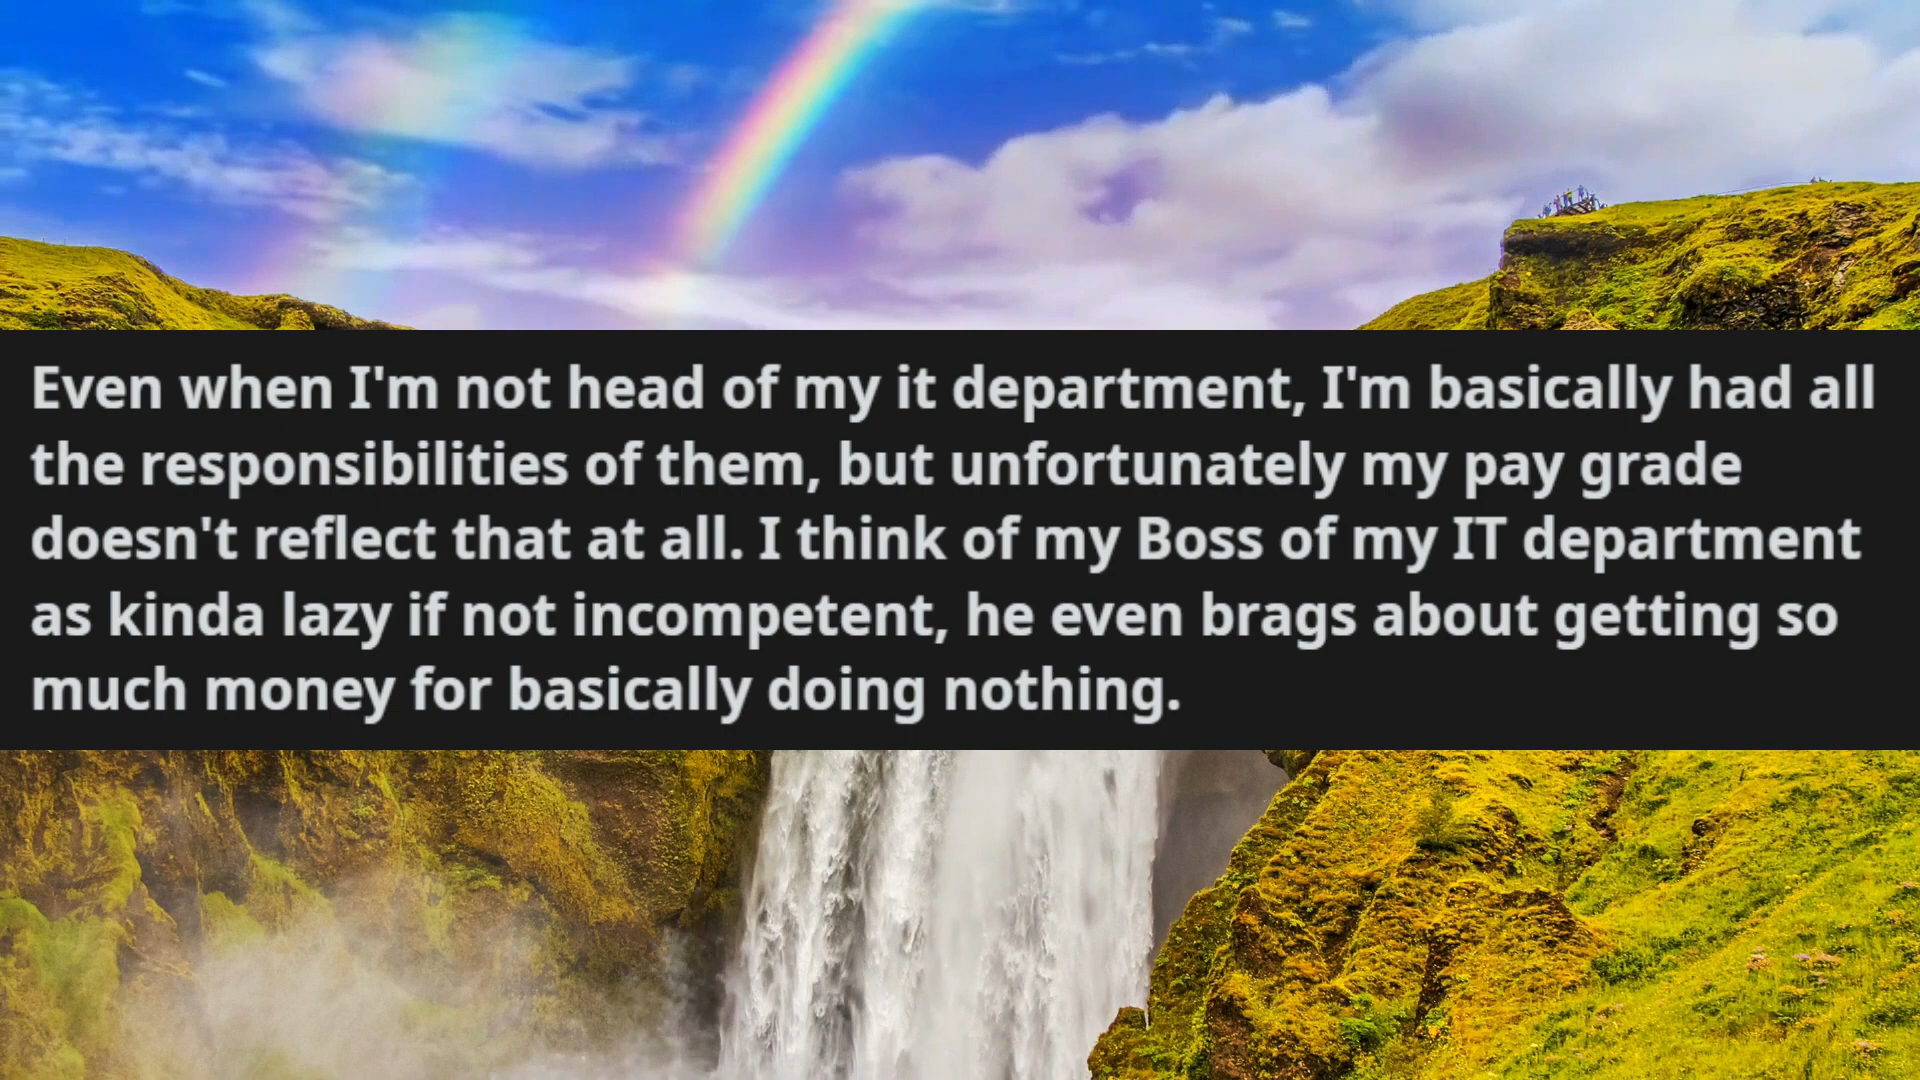 Even when I'm not head of my it department, I'm basically had all
the responsibilities of them, but unfortunately my pay grade
doesn't reflect that at all. I think of my Boss of my IT department
as kinda lazy if not incompetent, he even brags about getting so
much money for basically doing nothing.